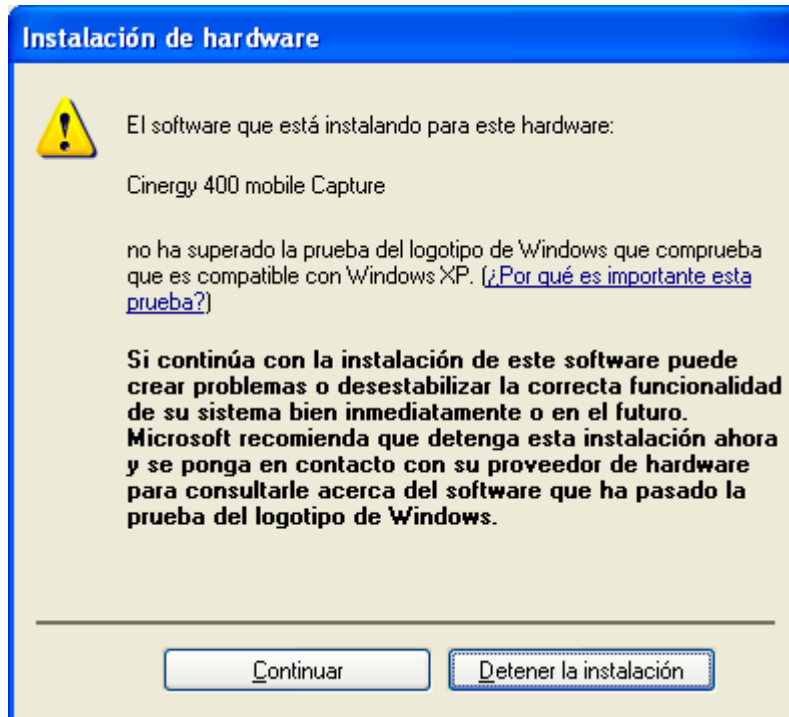 Instalación de hardware
El software que está instalando para este hardware:
Cinergy 400 mobile Capture
no ha superado la prueba del logotipo de Windows que comprueba
que es compatible con Windows XP. (¿Por qué es importante esta
prueba?)
Si continúa con la instalación de este software puede
crear problemas o desestabilizar la correcta funcionalidad
de su sistema bien inmediatamente o en el futuro.
Microsoft recomienda que detenga esta instalación ahora
y se ponga en contacto con su proveedor de hardware
para consultarle acerca del software que ha pasado la
prueba del logotipo de Windows.
Continuar
Detener la instalación